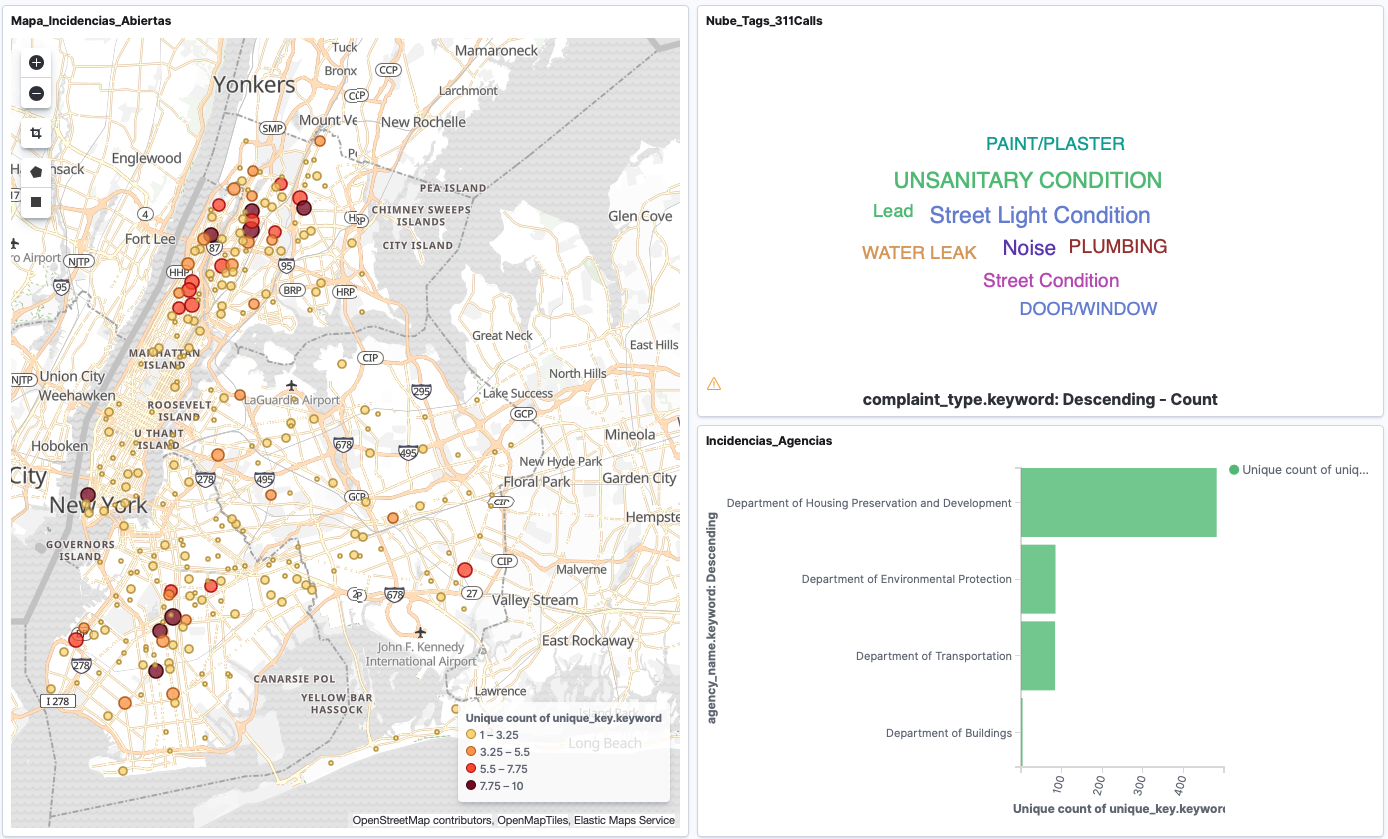 Mapa_Incidencias_Abiertas
Tuck
Mamaroneck
Bronx
CCP
Yonkers
Larchmont
CCP
SMP
Mount Ve
New Rochelle
Englewood
PEA ISLAND
4
CHIMNEY SWEEPS
ISLANDS
Glen Cove
Fort Lee
87
CITY ISLAND
ro Airport
NJTP
HHP
95
95
BRP
HRP
Great Neck
MANHATTAN
ISLAND
CIP
East Hills
NJTP
Union City
North Hills
Weehawken
LaGuardia Airport
295
Lake Success
ROOSEVELT
ISLAND
GCP
U THANT
ISLAND
Mineola
Hoboken
678
495
New Hyde Park
City
278
495
Floral Park
Garden City
New York
GCP
CIP
Hempste
GOVERNORS
ISLAND
CIP
Malverne
678
27
Valley Stream
East Rockaway
John F. Kennedy
International Airport
278
CANARSIE POL
Lawrence
I 278
YELLOW BAR
HASSOCK
Island Park
Long Beach
Unique count of unique_key.keyword
1 – 3.25
3.25 – 5.5
5.5 – 7.75
7.75 – 10
OpenStreetMap contributors, OpenMapTiles, Elastic Maps Service
Nube_Tags_311Calls
PAINT/PLASTER
UNSANITARY CONDITION
Lead
Street Light Condition
WATER LEAK
Noise
PLUMBING
Street Condition
DOOR/WINDOW
complaint_type.keyword: Descending - Count
Incidencias_Agencias
Unique count of uniq...
agency_name.keyword: Descending
Department of Housing Preservation and Development
Department of Environmental Protection
Department of Transportation
Department of Buildings
100
200
300
400
Unique count of unique_key.keywor